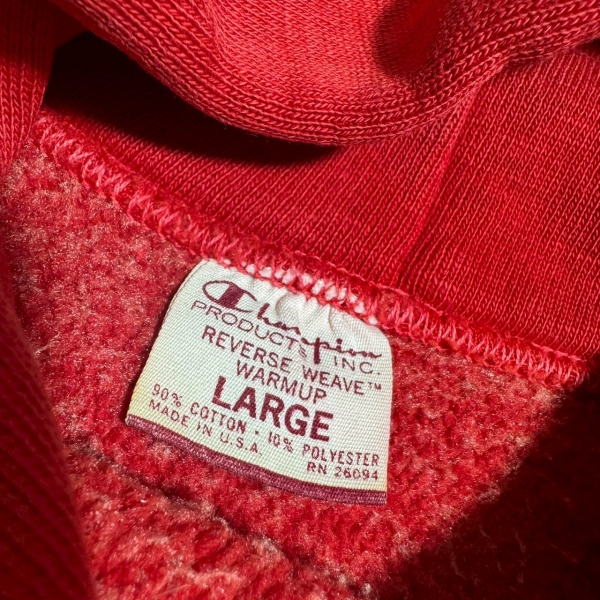 Champion
PRODUCTS INC.
REVERSE WEAVE™
WARMUP
LARGE
90% COTTON · 10% POLYESTER
MADE IN U.S.A.
RN 26094